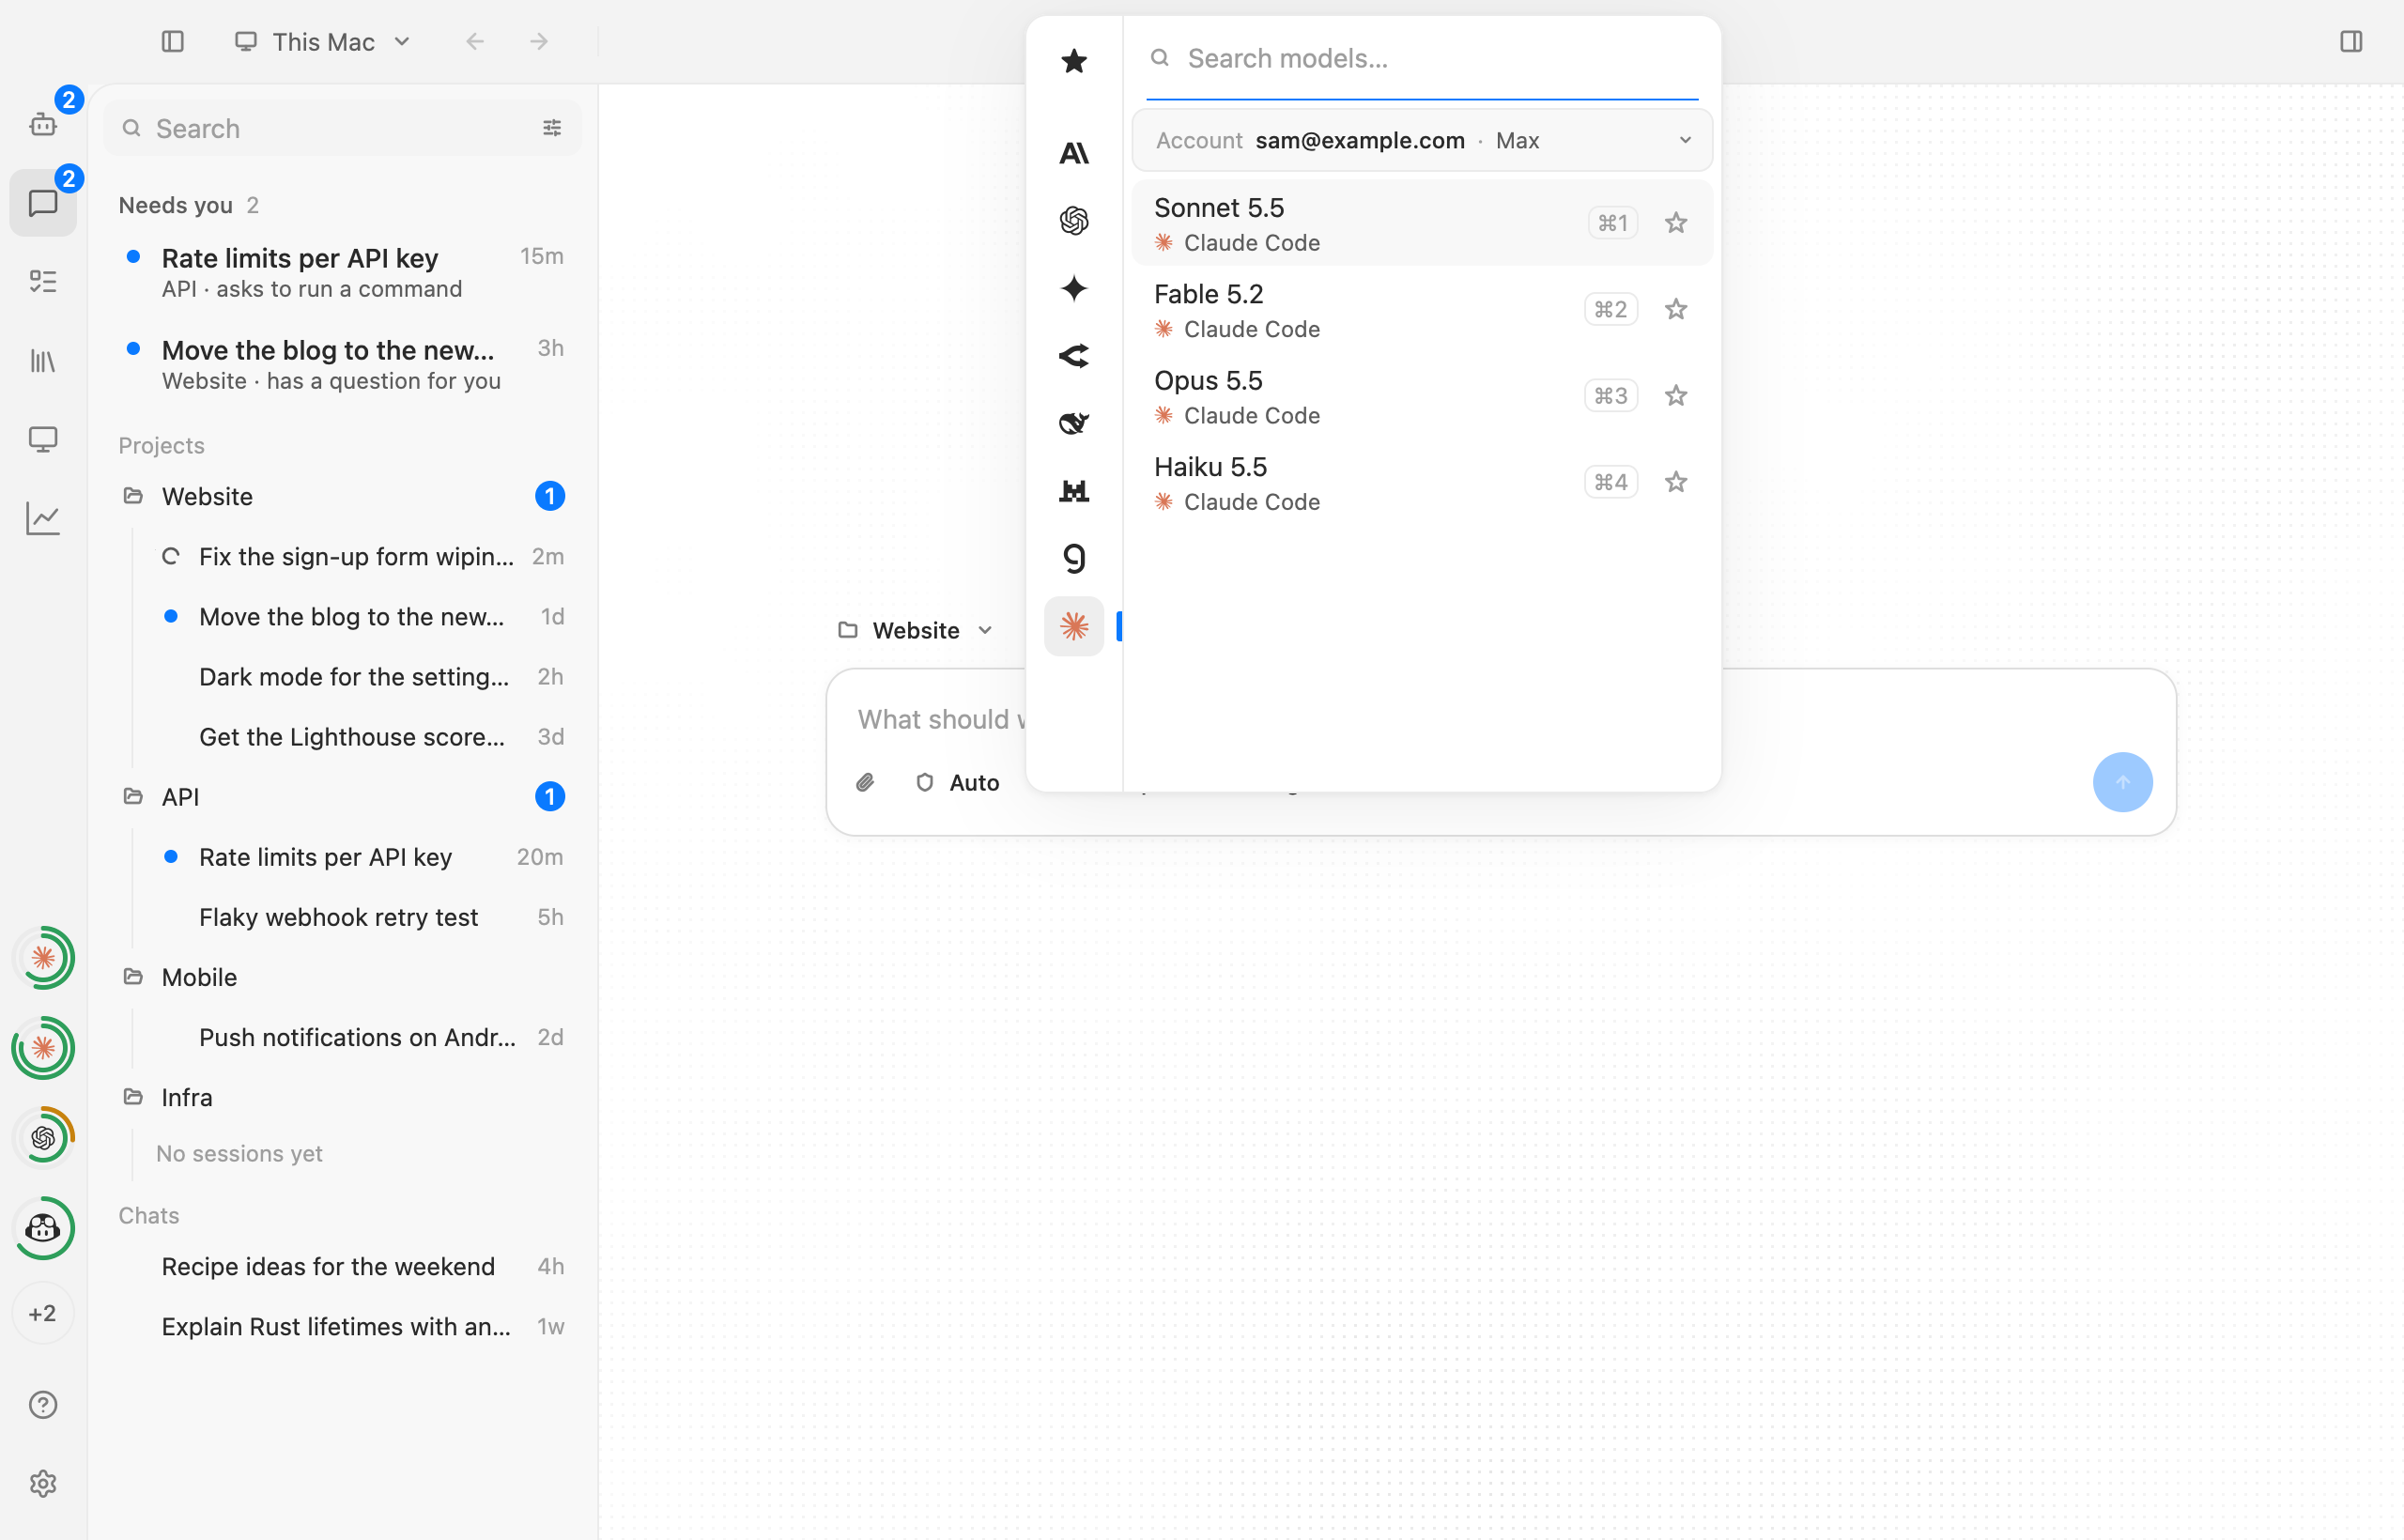 This Mac
2
2
Search
Needs you 2
Rate limits per API key 15m
API · asks to run a command
Move the blog to the new... 3h
Website · has a question for you
Projects
Website 1
Fix the sign-up form wipin... 2m
Move the blog to the new... 1d
Dark mode for the setting... 2h
Get the Lighthouse score... 3d
API 1
Rate limits per API key 20m
Flaky webhook retry test 5h
Mobile
Push notifications on Andr... 2d
Infra
No sessions yet
Chats
Recipe ideas for the weekend 4h
Explain Rust lifetimes with an... 1w
+2
Website
What should
Auto
Search models...
Account sam@example.com · Max
Sonnet 5.5 ⌘1
Claude Code
Fable 5.2 ⌘2
Claude Code
Opus 5.5 ⌘3
Claude Code
Haiku 5.5 ⌘4
Claude Code